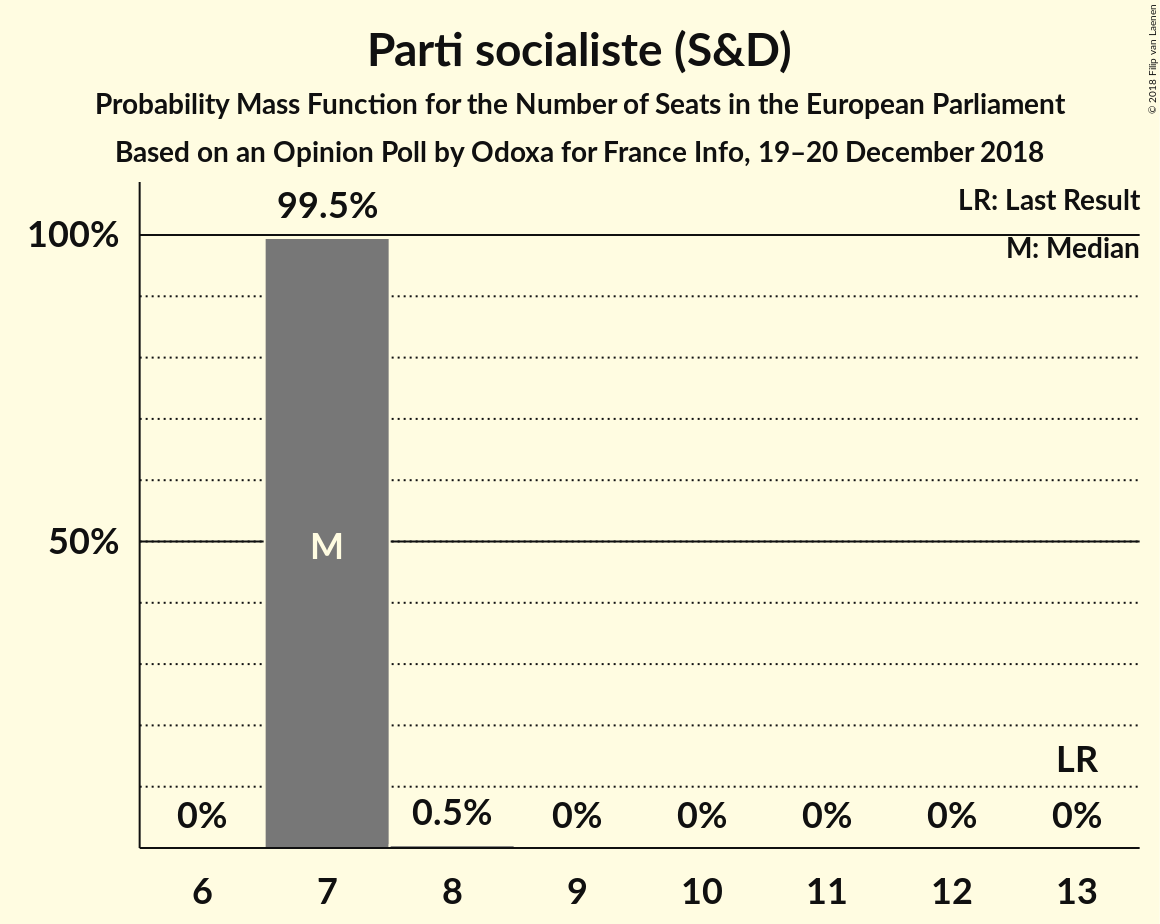 Parti socialiste (S&D)
Probability Mass Function for the Number of Seats in the European Parliament
Based on an Opinion Poll by Odoxa for France Info, 19–20 December 2018
© 2018 Filip van Laenen
LR: Last Result
M: Median
99.5%
100%
50%
M
LR
0% 0.5% 0% 0% 0% 0% 0%
6 7 8 9 10 11 12 13